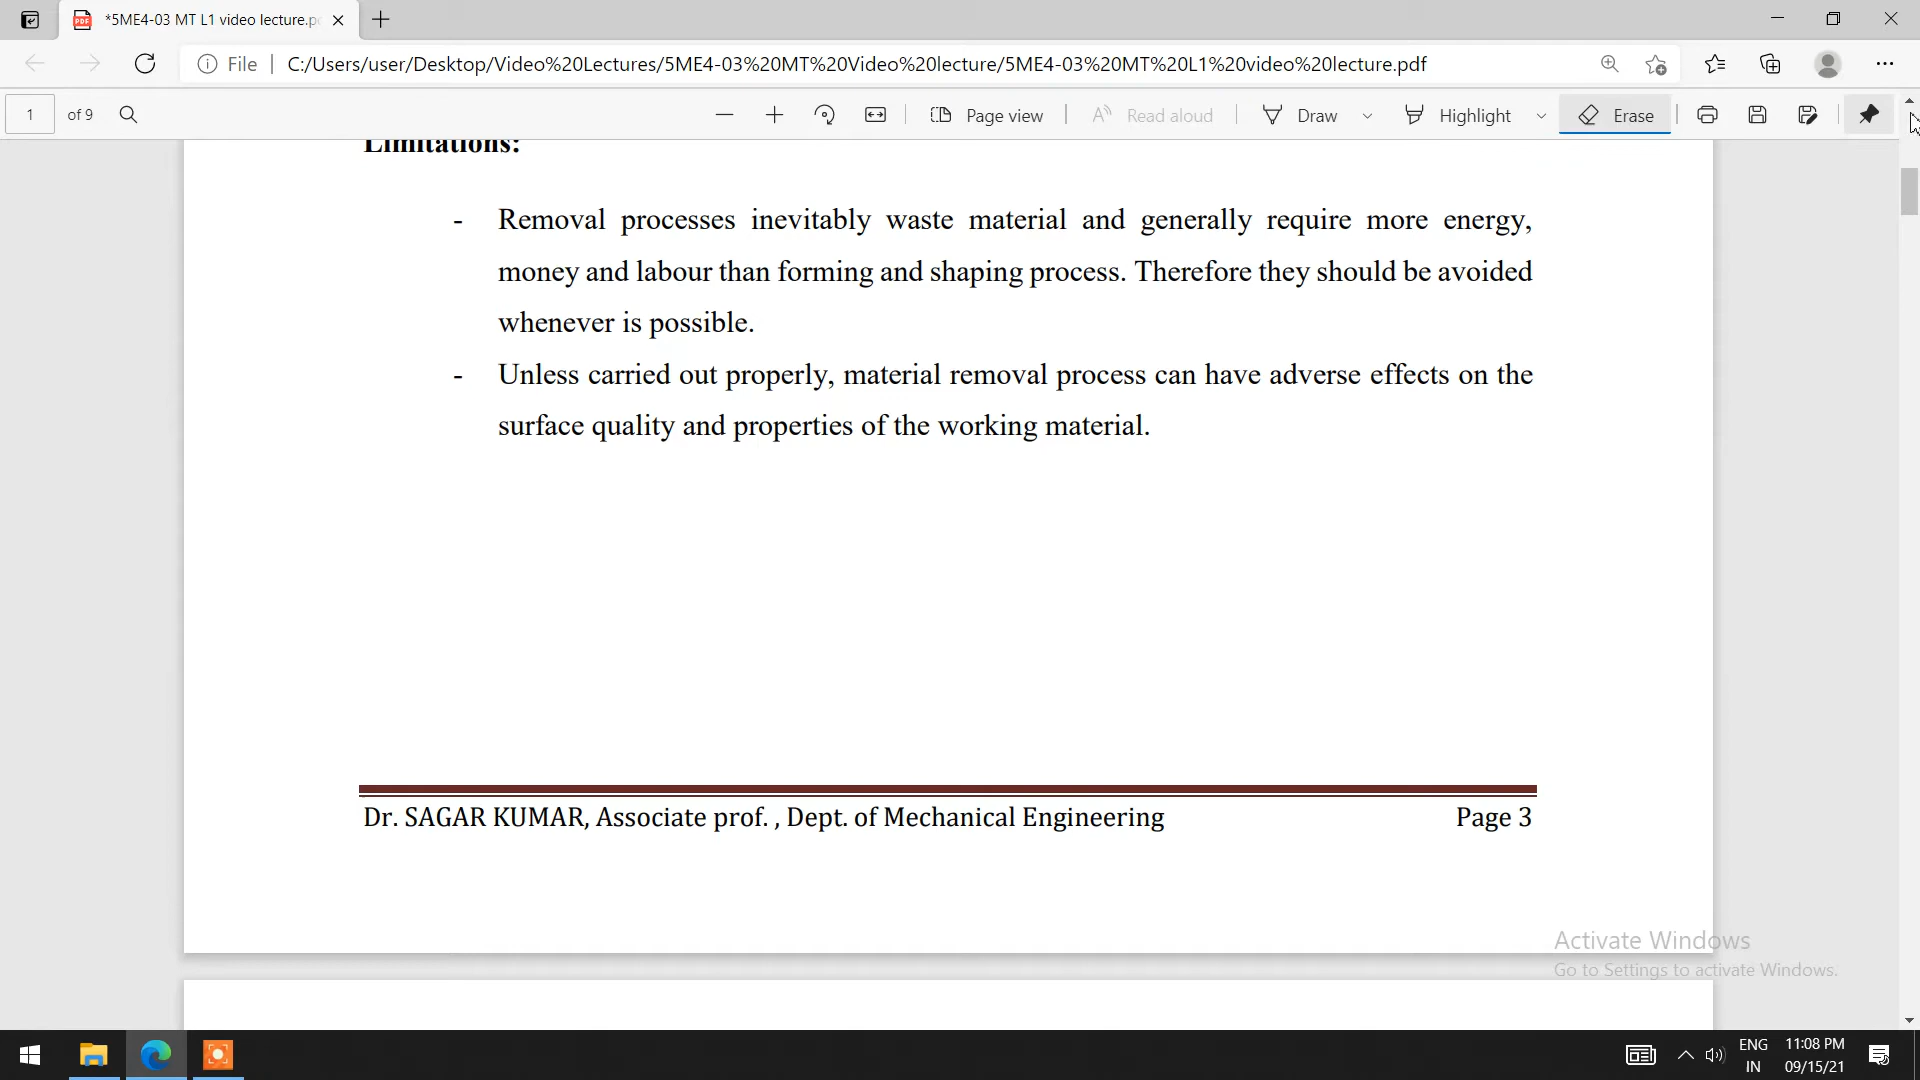 *5ME4-03 MT L1 video lecture.p
File
C:/Users/user/Desktop/Video%20Lectures/5ME4-03%20MT%20Video%20lecture/5ME4-03%20MT%20L1%20video%20lecture.pdf
1 of 9
Page view
Read aloud
Draw
Highlight
Erase
Limitations:
- Removal processes inevitably waste material and generally require more energy,
money and labour than forming and shaping process. Therefore they should be avoided
whenever is possible.
- Unless carried out properly, material removal process can have adverse effects on the
surface quality and properties of the working material.
Dr. SAGAR KUMAR, Associate prof. , Dept. of Mechanical Engineering Page 3
Activate Windows
Go to Settings to activate Windows.
ENG 11:08 PM
IN 09/15/21